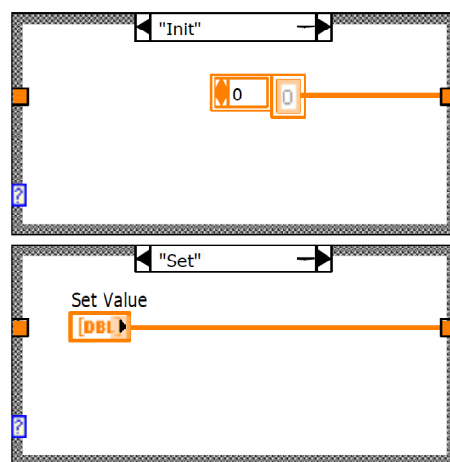 "Init"
0
0
?
"Set"
Set Value
[DBL]
?